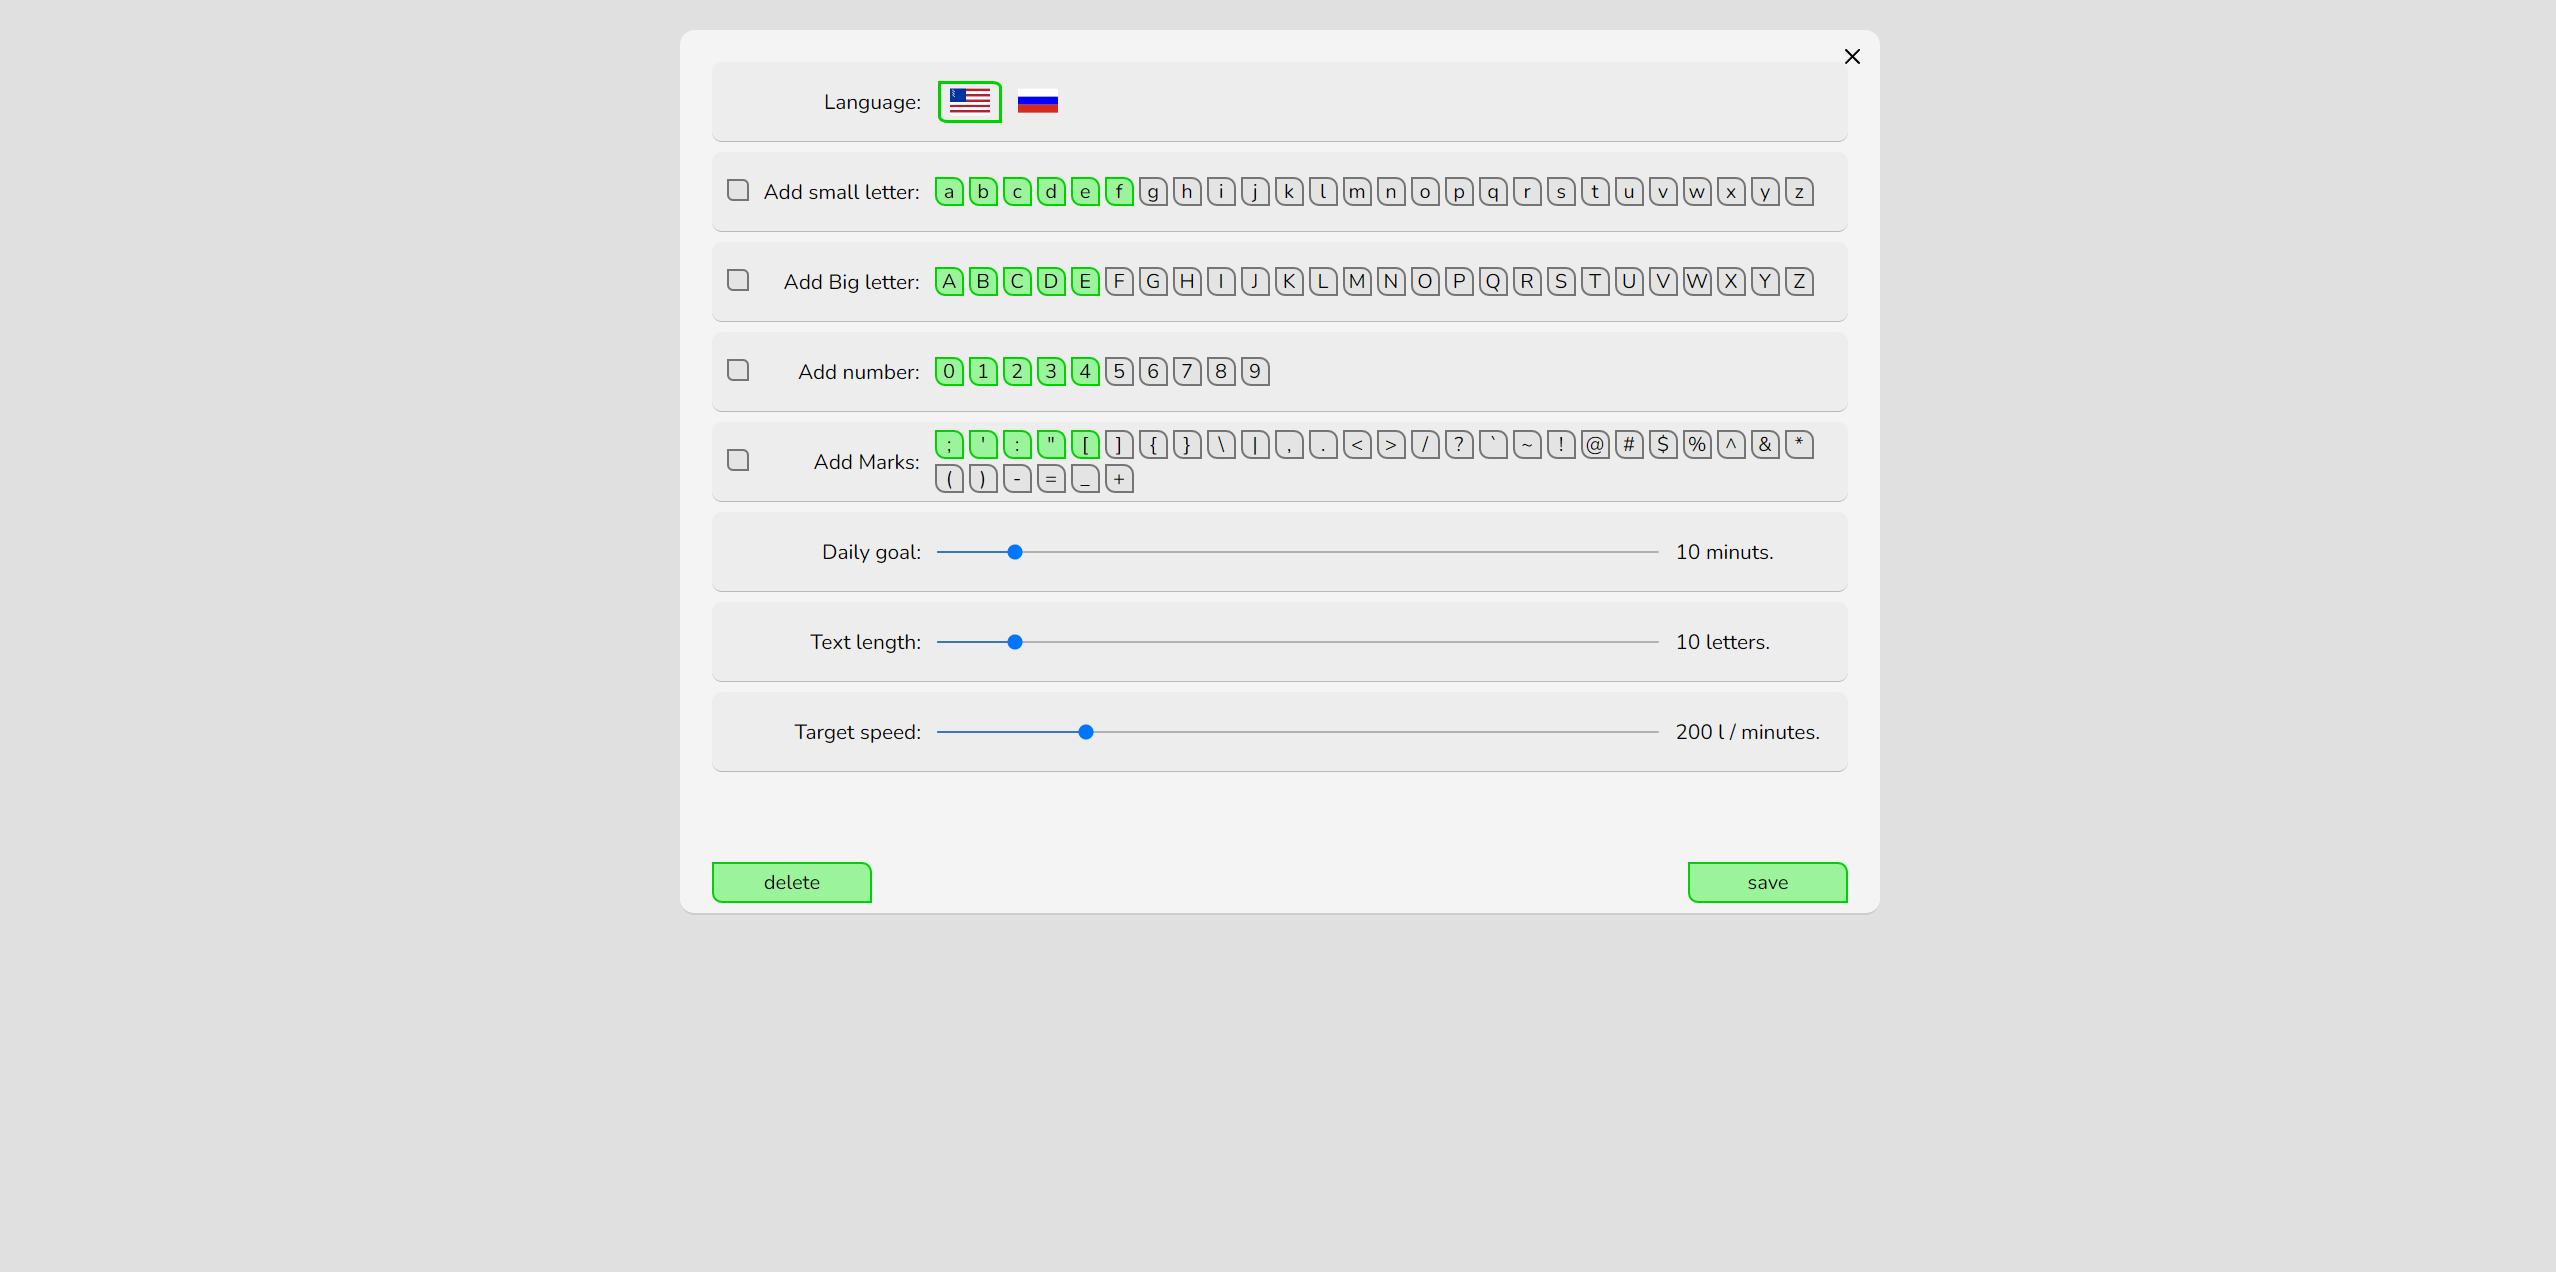 Language:
Add small letter: a b c d e f g h i j k l m n o p q r s t u v w x y z
Add Big letter: A B C D E F G H I J K L M N O P Q R S T U V W X Y Z
Add number: 0 1 2 3 4 5 6 7 8 9
Add Marks: ; ' : " [ ] { } \ | , . < > / ? ` ~ ! @ # $ % ^ & *
( ) - = _ +
Daily goal: 10 minuts.
Text length: 10 letters.
Target speed: 200 l / minutes.
delete save